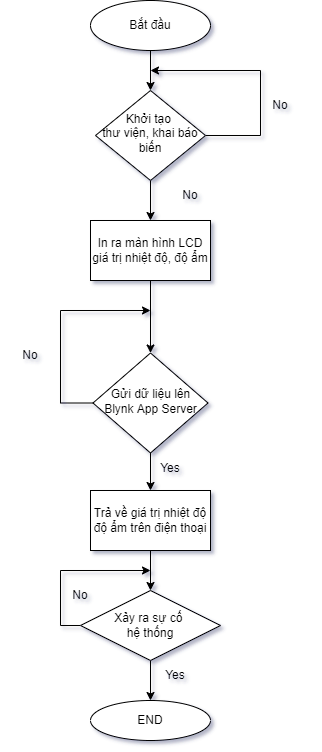 Bắt đầu
No
Khởi tạo
thư viện, khai báo
biến
No
In ra màn hình LCD
giá trị nhiệt độ, độ ẩm
No
Gửi dữ liệu lên
Blynk App Server
Yes
Trả về giá trị nhiệt độ
độ ẩm trên điện thoại
No
Xảy ra sự cố
hệ thống
Yes
END